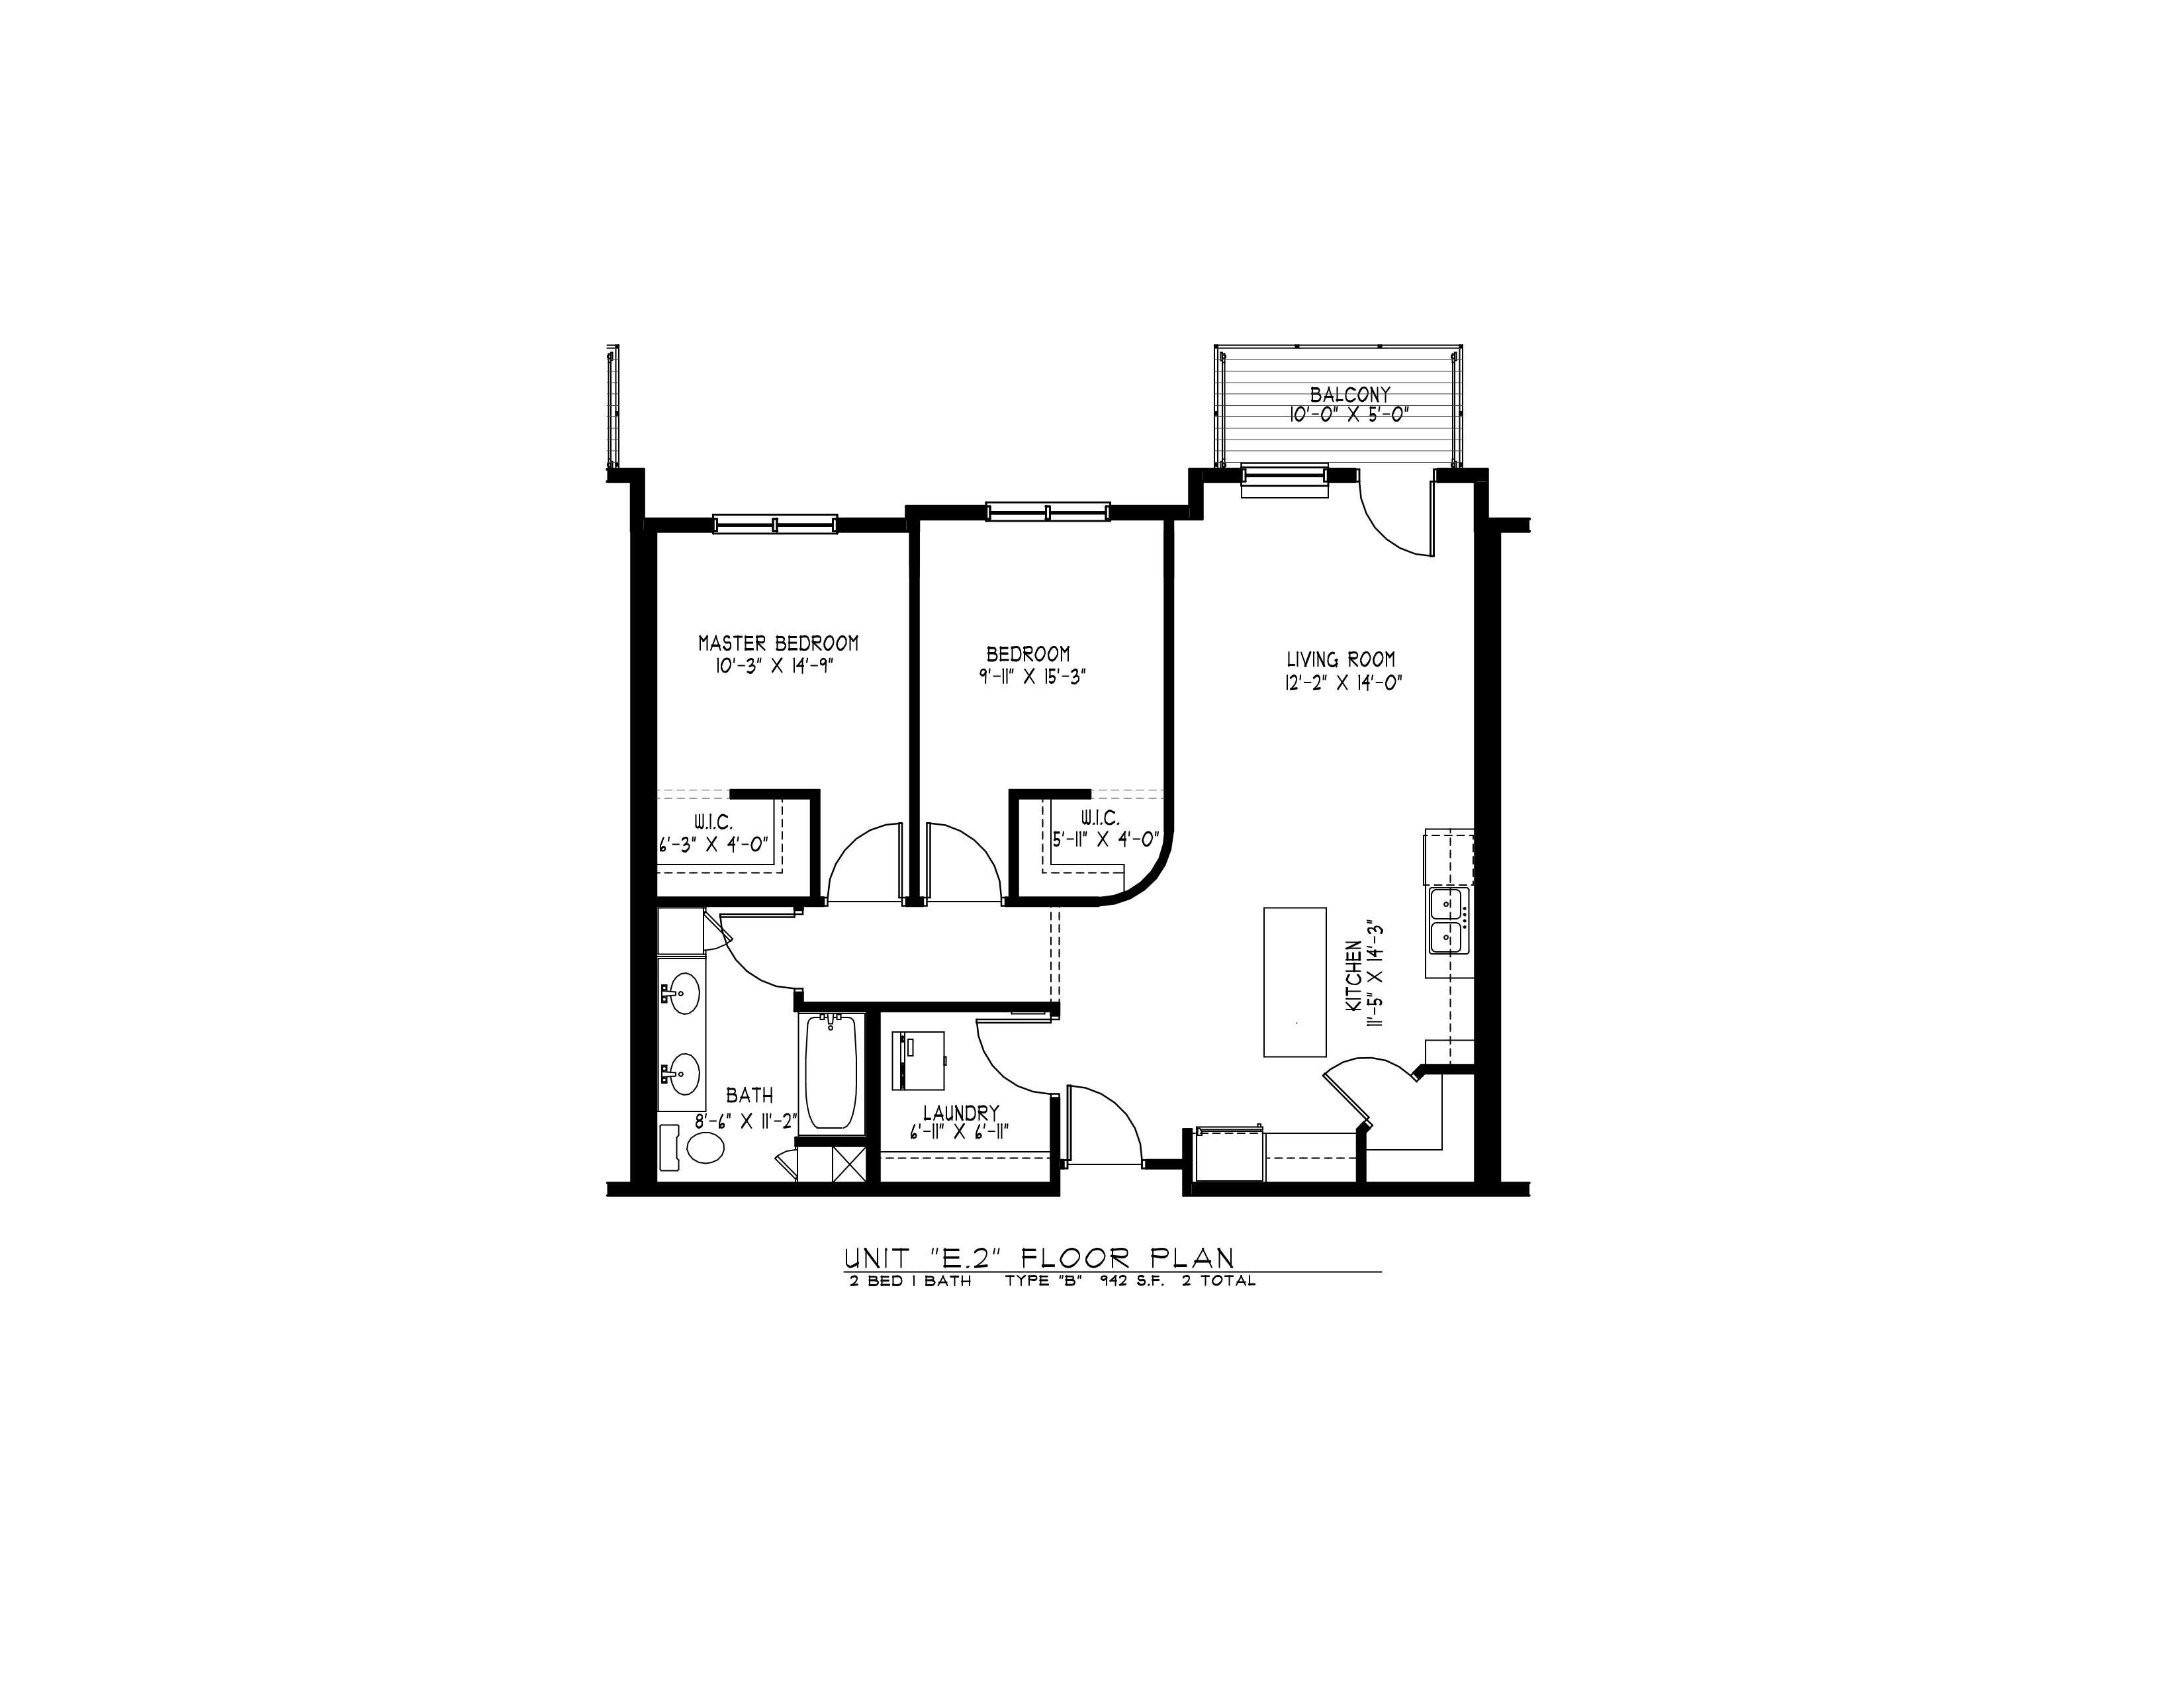 BALCONY
10'-0" X 5'-0"
MASTER BEDROOM
10'-3" X 14'-9"
BEDROOM
9'-11" X 15'-3"
LIVING ROOM
12'-2" X 14'-0"
W.I.C.
6'-3" X 4'-0"
W.I.C.
5'-11" X 4'-0"
KITCHEN
11'-5" X 14'-3"
BATH
8'-6" X 11'-2"
LAUNDRY
6'-11" X 6'-11"
UNIT "E.2" FLOOR PLAN
2 BED 1 BATH TYPE "B" 942 S.F. 2 TOTAL